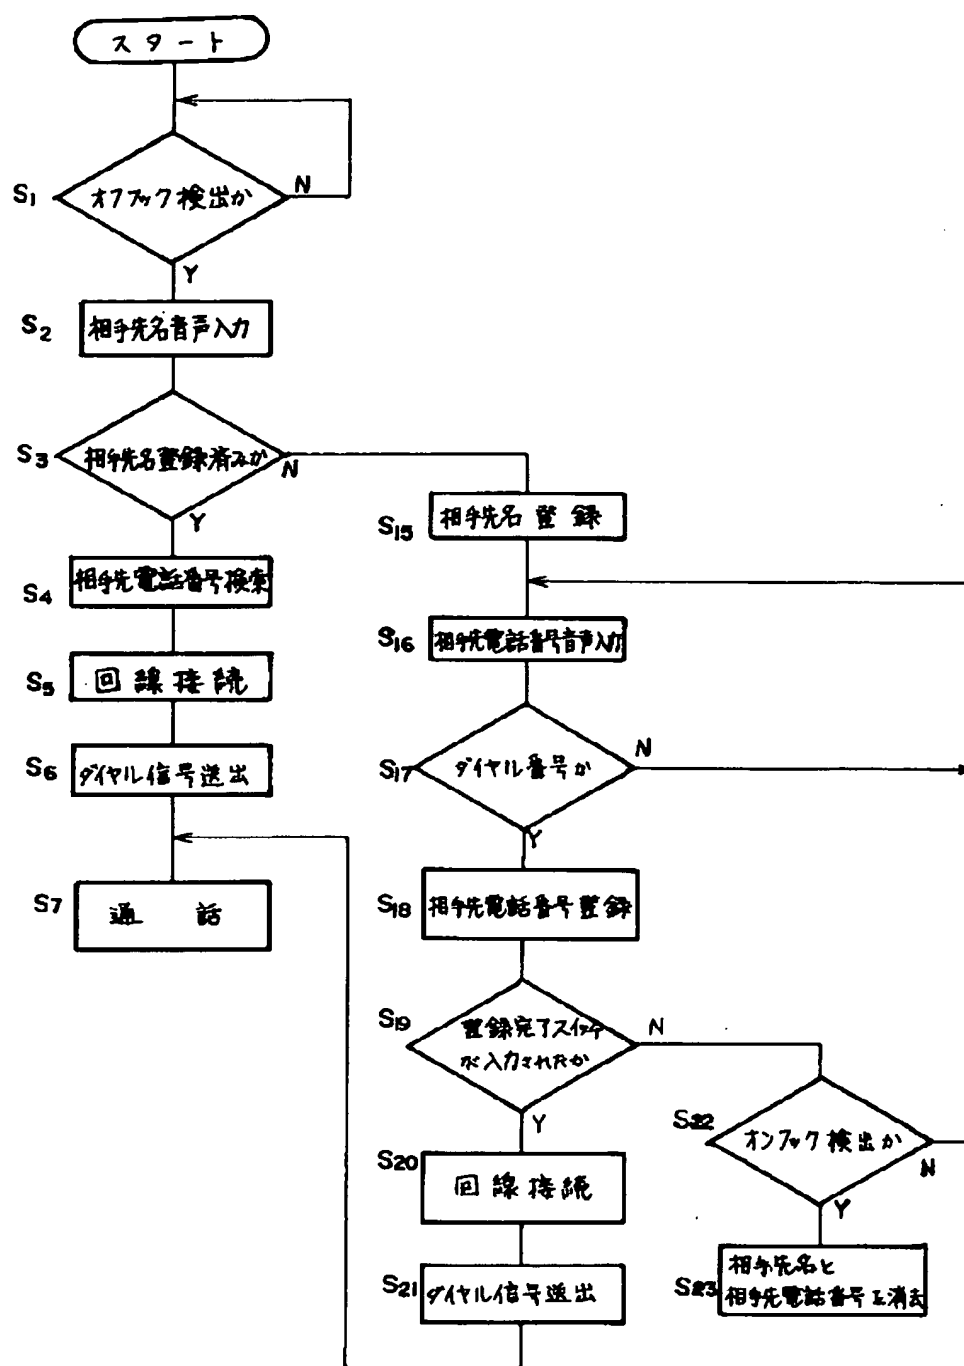 スタート
S1
オフフック検出か
N
Y
S2
相手先名音声入力
S3
相手先名登録済みか
N
Y
S4
相手先電話番号検索
S5
回線接続
S6
ダイヤル信号送出
S7
通話
S15
相手先名登録
S16
相手先電話番号音声入力
S17
ダイヤル番号か
N
Y
S18
相手先電話番号登録
S19
登録完了スイッチ
が入力されたか
N
Y
S20
回線接続
S21
ダイヤル信号送出
S22
オンフック検出か
N
Y
S23
相手先名と
相手先電話番号を消去